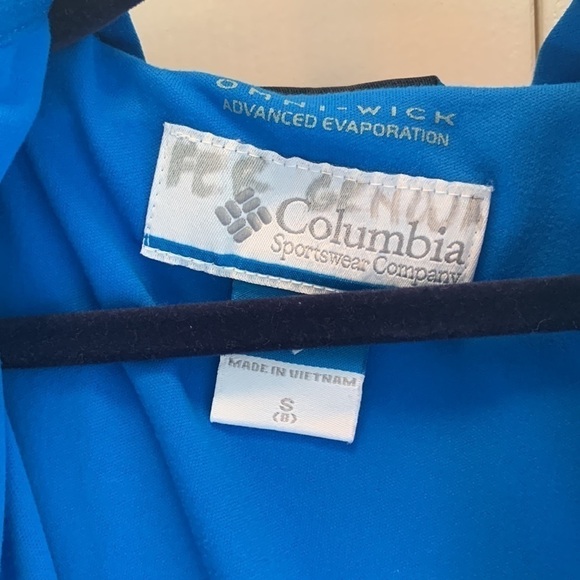 OMNI-WICK
ADVANCED EVAPORATION
Columbia
Sportswear Company
MADE IN VIETNAM
S
(8)